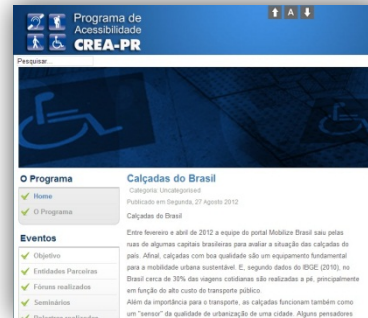 Programa de
Acessibilidade
CREA-PR
A
Pesquisar...
O Programa
Home
O Programa
Eventos
Objetivo
Entidades Parceiras
Fóruns realizados
Seminários
Calçadas do Brasil
Categoria: Uncategorised
Publicado em Segunda, 27 Agosto 2012
Calçadas do Brasil
Entre fevereiro e abril de 2012 a equipe do portal Mobilize Brasil saiu pelas
ruas de algumas capitais brasileiras para avaliar a situação das calçadas do
país. Afinal, calçadas com boa qualidade são um equipamento fundamental
para a mobilidade urbana sustentável. E, segundo dados do IBGE (2010), no
Brasil cerca de 30% das viagens cotidianas são realizadas a pé, principalmente
em função do alto custo do transporte público.
Além da importância para o transporte, as calçadas funcionam também como
um "sensor" da qualidade de urbanização de uma cidade. Alguns pensadores